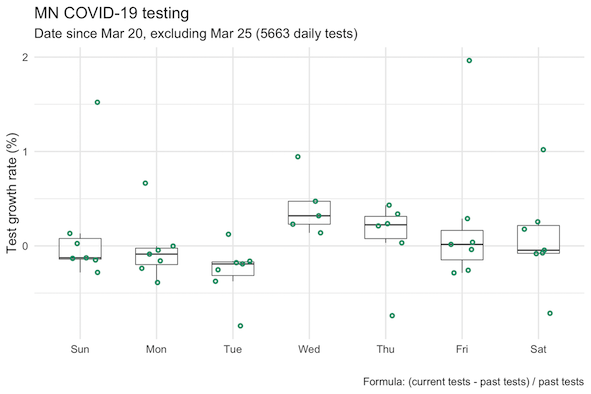 MN COVID-19 testing
Date since Mar 20, excluding Mar 25 (5663 daily tests)
Test growth rate (%)
2
1
0
Sun Mon Tue Wed Thu Fri Sat
Formula: (current tests - past tests) / past tests